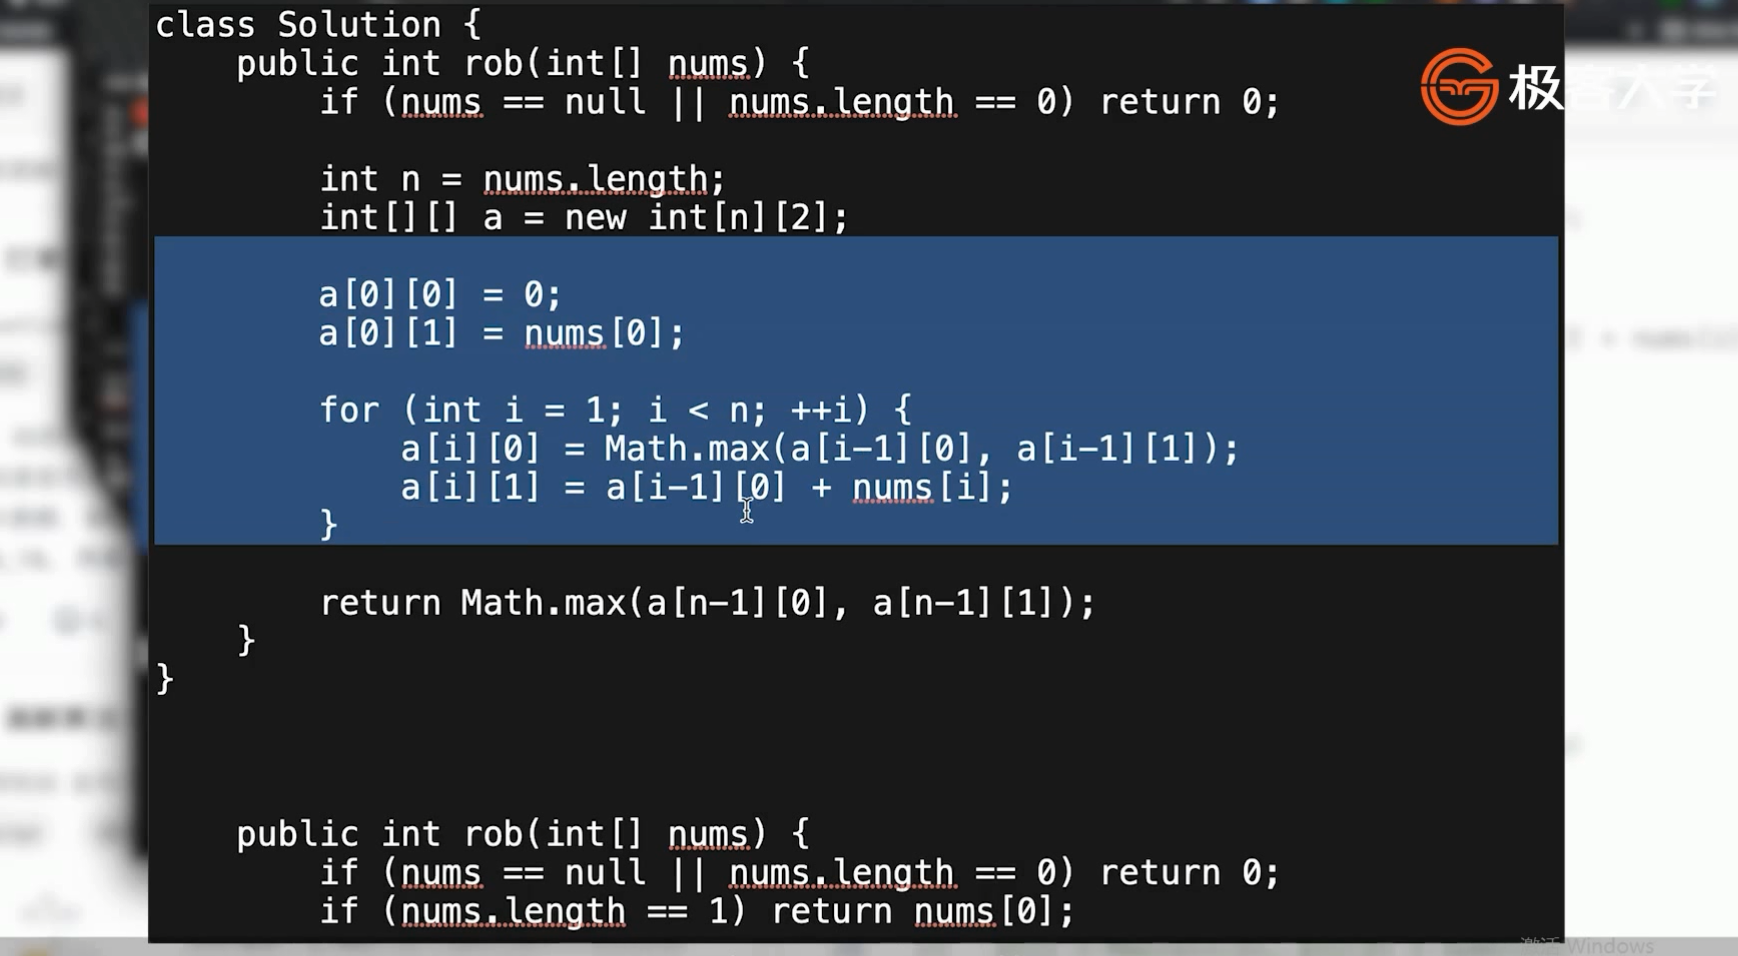 class Solution {
public int rob(int[] nums) {
if (nums == null || nums.length == 0) return 0;
int n = nums.length;
int[][] a = new int[n][2];
a[0][0] = 0;
a[0][1] = nums[0];
for (int i = 1; i < n; ++i) {
a[i][0] = Math.max(a[i-1][0], a[i-1][1]);
a[i][1] = a[i-1][0] + nums[i];
}
return Math.max(a[n-1][0], a[n-1][1]);
}
}
public int rob(int[] nums) {
if (nums == null || nums.length == 0) return 0;
if (nums.length == 1) return nums[0];
极客大学
激活 Windows